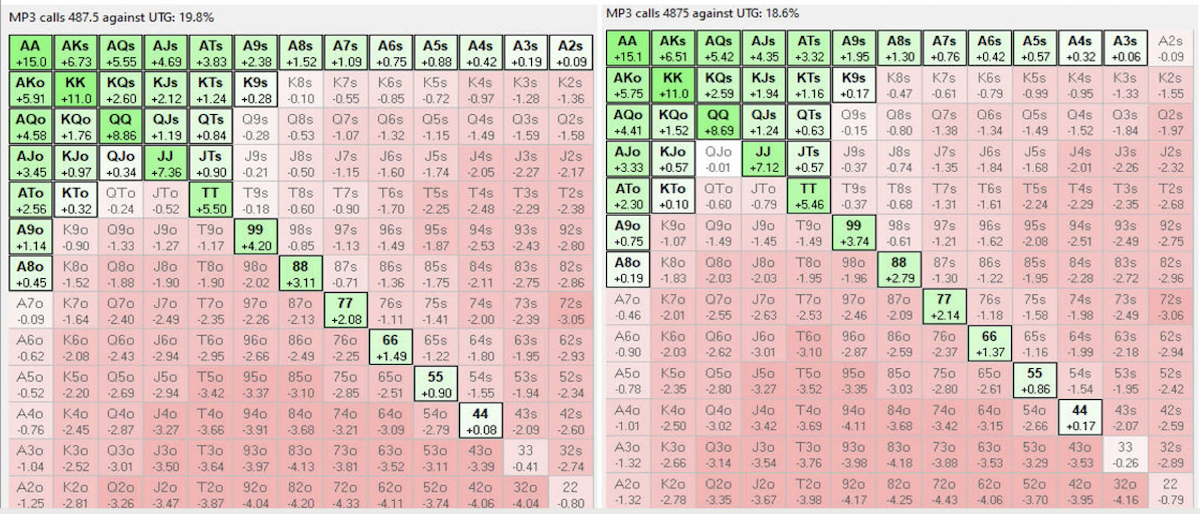 MP3 calls 487.5 against UTG: 19.8%
AA AKs AQs AJs ATs A9s A8s A7s A6s A5s A4s A3s A2s
+15.0 +6.73 +5.55 +4.69 +3.83 +2.38 +1.52 +1.09 +0.75 +0.88 +0.42 +0.19 +0.09
AKo KK KQs KJs KTs K9s K8s K7s K6s K5s K4s K3s K2s
+5.91 +11.0 +2.60 +2.12 +1.24 +0.28 -0.10 -0.55 -0.85 -0.72 -0.97 -1.28 -1.36
AQo KQo QQ QJs QTs Q9s Q8s Q7s Q6s Q5s Q4s Q3s Q2s
+4.58 +1.76 +8.86 +1.19 +0.84 -0.28 -0.53 -1.07 -1.32 -1.15 -1.49 -1.59 -1.58
AJo KJo QJo JJ JTs J9s J8s J7s J6s J5s J4s J3s J2s
+3.45 +0.97 +0.34 +7.36 +0.90 -0.21 -0.50 -1.15 -1.60 -1.74 -2.05 -2.27 -2.17
ATo KTo QTo JTo TT T9s T8s T7s T6s T5s T4s T3s T2s
+2.56 +0.32 -0.24 -0.52 +5.50 -0.18 -0.60 -0.90 -1.70 -2.25 -2.48 -2.29 -2.38
A9o K9o Q9o J9o T9o 99 98s 97s 96s 95s 94s 93s 92s
+1.14 -0.90 -1.33 -1.27 -1.17 +4.20 -0.85 -1.13 -1.49 -1.87 -2.53 -2.43 -2.80
A8o K8o Q8o J8o T8o 98o 88 87s 86s 85s 84s 83s 82s
+0.45 -1.52 -1.88 -1.90 -1.90 -2.02 +3.11 -0.71 -1.36 -1.75 -2.11 -2.75 -2.86
A7o K7o Q7o J7o T7o 97o 87o 77 76s 75s 74s 73s 72s
-0.09 -1.64 -2.40 -2.49 -2.35 -2.26 -2.13 +2.08 -1.11 -1.41 -2.00 -2.39 -3.05
A6o K6o Q6o J6o T6o 96o 86o 76o 66 65s 64s 63s 62s
-0.62 -2.08 -2.43 -2.94 -2.95 -2.66 -2.49 -2.25 +1.49 -1.22 -1.80 -1.95 -2.93
A5o K5o Q5o J5o T5o 95o 85o 75o 65o 55 54s 53s 52s
-0.52 -2.20 -2.69 -2.94 -3.42 -3.37 -3.10 -2.85 -2.51 +0.90 -1.55 -1.94 -2.34
A4o K4o Q4o J4o T4o 94o 84o 74o 64o 54o 44 43s 42s
-0.76 -2.45 -2.87 -3.27 -3.66 -3.91 -3.68 -3.21 -3.09 -2.79 +0.08 -2.09 -2.60
A3o K3o Q3o J3o T3o 93o 83o 73o 63o 53o 43o 33 32s
-1.04 -2.52 -3.01 -3.50 -3.64 -3.97 -4.13 -3.81 -3.52 -3.11 -3.39 -0.41 -2.74
A2o K2o Q2o J2o T2o 92o 82o 72o 62o 52o 42o 32o 22
-1.25 -2.81 -3.26 -3.47 -3.87 -4.04 -4.20 -4.33 -4.11 -3.74 -4.06 -4.04 -0.80
MP3 calls 4875 against UTG: 18.6%
AA AKs AQs AJs ATs A9s A8s A7s A6s A5s A4s A3s A2s
+15.1 +6.51 +5.42 +4.35 +3.32 +1.95 +1.30 +0.76 +0.42 +0.57 +0.32 +0.06 -0.09
AKo KK KQs KJs KTs K9s K8s K7s K6s K5s K4s K3s K2s
+5.75 +11.0 +2.59 +1.94 +1.16 +0.17 -0.47 -0.61 -0.79 -0.99 -0.95 -1.33 -1.55
AQo KQo QQ QJs QTs Q9s Q8s Q7s Q6s Q5s Q4s Q3s Q2s
+4.41 +1.52 +8.69 +1.24 +0.63 -0.15 -0.80 -1.38 -1.34 -1.49 -1.52 -1.84 -1.97
AJo KJo QJo JJ JTs J9s J8s J7s J6s J5s J4s J3s J2s
+3.33 +0.57 -0.01 +7.12 +0.57 -0.37 -0.74 -1.35 -1.84 -1.68 -2.01 -2.26 -2.32
ATo KTo QTo JTo TT T9s T8s T7s T6s T5s T4s T3s T2s
+2.30 +0.10 -0.60 -0.79 +5.46 -0.37 -0.68 -1.31 -1.61 -2.24 -2.29 -2.35 -2.68
A9o K9o Q9o J9o T9o 99 98s 97s 96s 95s 94s 93s 92s
+0.75 -1.07 -1.49 -1.45 -1.49 +3.74 -0.61 -1.21 -1.62 -2.08 -2.51 -2.49 -2.75
A8o K8o Q8o J8o T8o 98o 88 87s 86s 85s 84s 83s 82s
+0.19 -1.83 -2.03 -2.03 -1.95 -1.96 +2.79 -1.30 -1.22 -1.95 -2.28 -2.72 -2.96
A7o K7o Q7o J7o T7o 97o 87o 77 76s 75s 74s 73s 72s
-0.46 -2.01 -2.55 -2.63 -2.53 -2.46 -2.09 +2.14 -1.18 -1.58 -1.98 -2.49 -3.06
A6o K6o Q6o J6o T6o 96o 86o 76o 66 65s 64s 63s 62s
-0.90 -2.03 -2.62 -3.01 -3.10 -2.87 -2.59 -2.37 +1.37 -1.16 -1.99 -2.18 -2.94
A5o K5o Q5o J5o T5o 95o 85o 75o 65o 55 54s 53s 52s
-0.78 -2.35 -2.80 -3.27 -3.52 -3.35 -3.03 -2.80 -2.61 +0.86 -1.54 -1.95 -2.42
A4o K4o Q4o J4o T4o 94o 84o 74o 64o 54o 44 43s 42s
-1.01 -2.50 -3.02 -3.42 -3.69 -4.11 -3.68 -3.42 -3.15 -2.66 +0.17 -2.07 -2.59
A3o K3o Q3o J3o T3o 93o 83o 73o 63o 53o 43o 33 32s
-1.32 -2.66 -3.14 -3.54 -3.76 -3.98 -4.18 -3.88 -3.53 -3.29 -3.53 -0.26 -2.89
A2o K2o Q2o J2o T2o 92o 82o 72o 62o 52o 42o 32o 22
-1.32 -2.78 -3.35 -3.67 -3.98 -4.17 -4.25 -4.43 -4.06 -3.70 -3.95 -4.16 -0.79